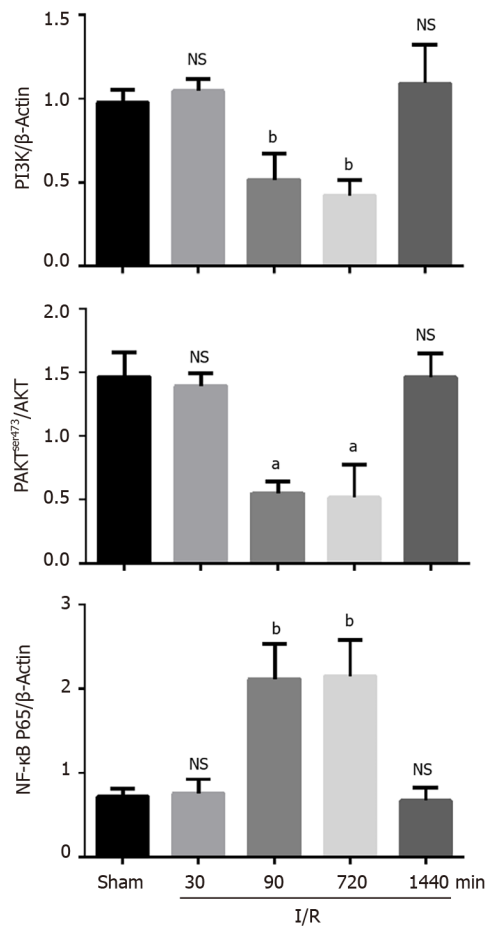 1.5
NS
NS
1.0
PI3K/β-Actin
b
b
0.5
0.0
2.0
NS
NS
1.5
PAKTser473/AKT
1.0
a
a
0.5
0.0
3
b
b
2
NF-κB P65/β-Actin
NS
NS
1
0
Sham 30 90 720 1440 min
I/R